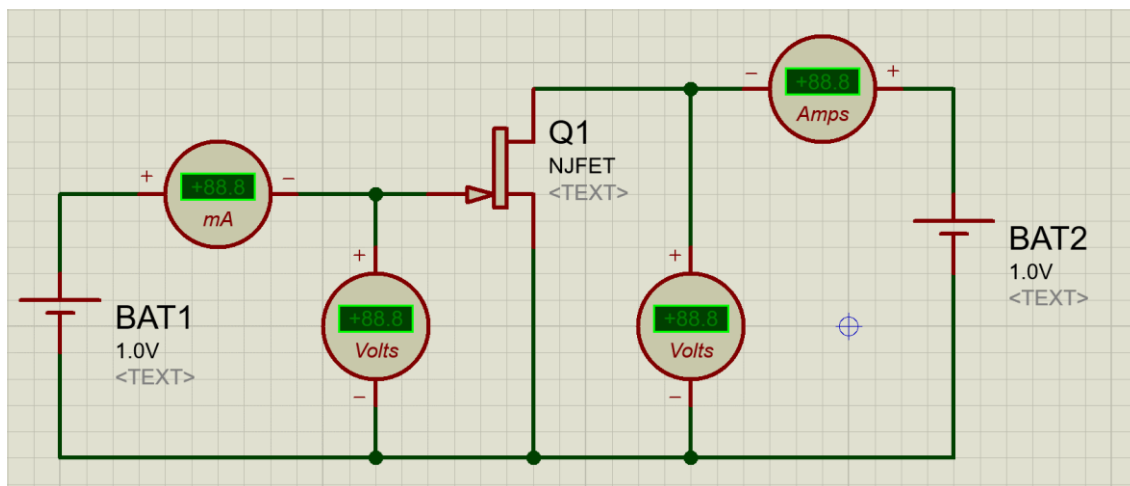 +88.8
Amps
Q1
NJFET
<TEXT>
+88.8
mA
BAT2
1.0V
<TEXT>
BAT1
1.0V
<TEXT>
+88.8
Volts
+88.8
Volts